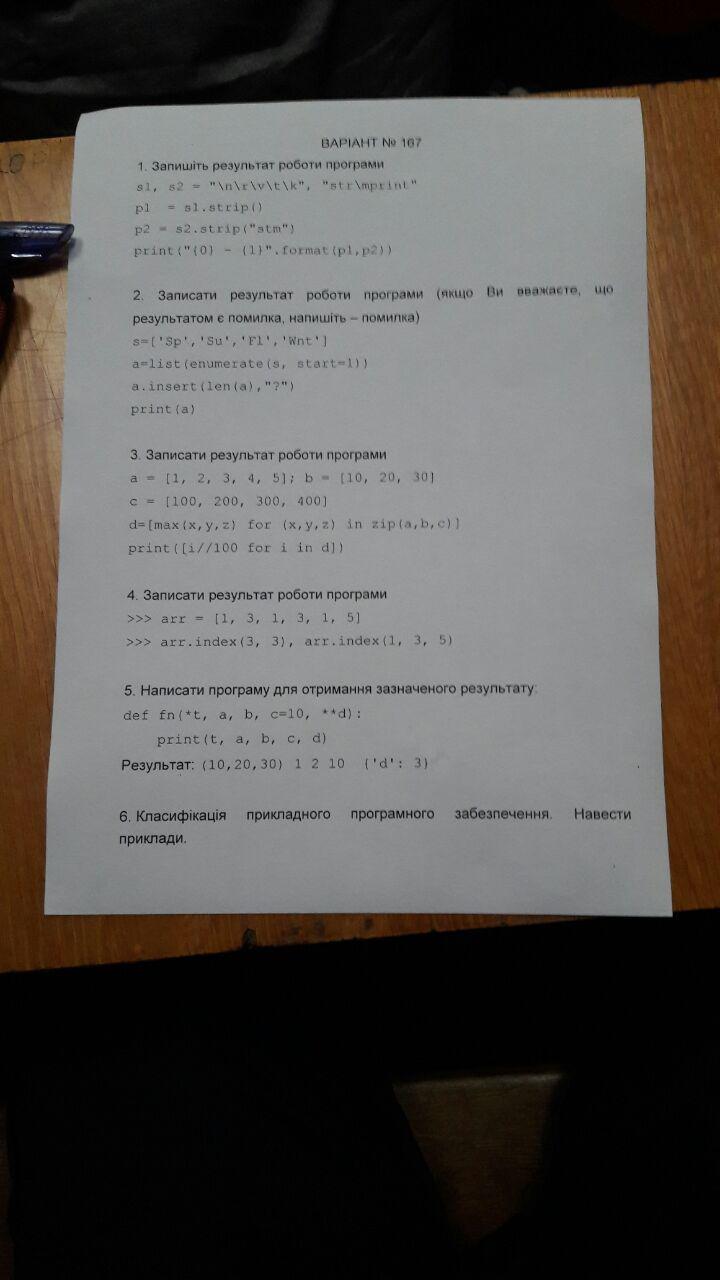 ВАРІАНТ № 167
1. Запишіть результат роботи програми
s1, s2 = "\n\r\v\t\k", "str\mprint"
p1 = s1.strip()
p2 = s2.strip("stm")
print("{0} - {1}".format(p1,p2))
2. Записати результат роботи програми (якщо Ви вважаєте, що
результатом є помилка, напишіть – помилка)
s=['Sp','Su','Fl','Wnt']
a=list(enumerate(s, start=1))
a.insert(len(a),"?")
print(a)
3. Записати результат роботи програми
a = [1, 2, 3, 4, 5]; b = [10, 20, 30]
c = [100, 200, 300, 400]
d=[max(x,y,z) for (x,y,z) in zip(a,b,c)]
print([i//100 for i in d])
4. Записати результат роботи програми
>>> arr = [1, 3, 1, 3, 1, 5]
>>> arr.index(3, 3), arr.index(1, 3, 5)
5. Написати програму для отримання зазначеного результату:
def fn(*t, a, b, c=10, **d):
print(t, a, b, c, d)
Результат: (10,20,30) 1 2 10 {'d': 3}
6. Класифікація прикладного програмного забезпечення. Навести
приклади.